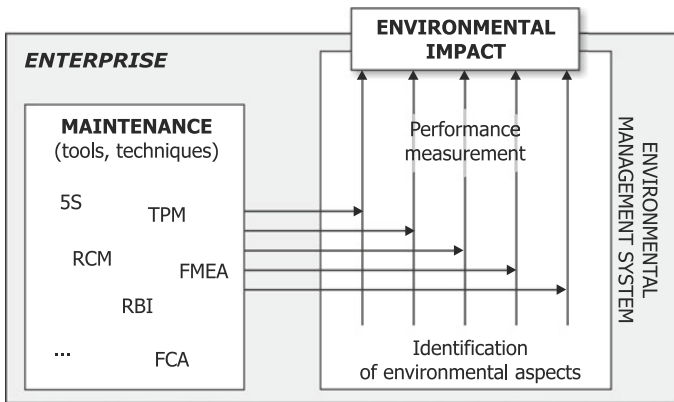 ENVIRONMENTAL
IMPACT
ENTERPRISE
MAINTENANCE
(tools, techniques)
5S
TPM
RCM
FMEA
RBI
...
FCA
Performance
measurement
Identification
of environmental aspects
ENVIRONMENTAL
MANAGEMENT SYSTEM